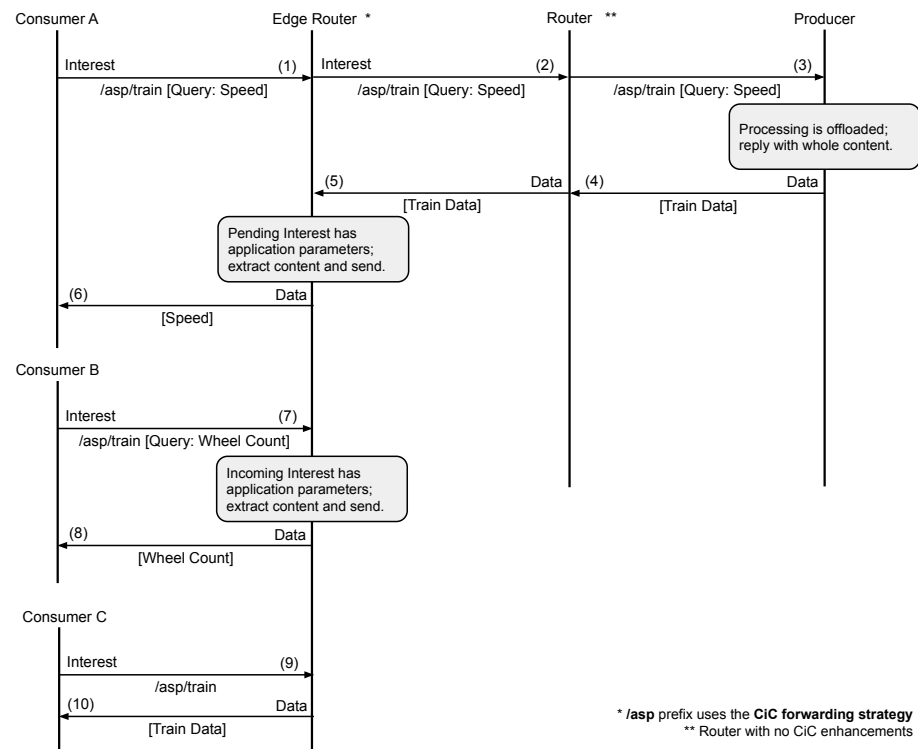 Consumer A
Edge Router *
Router **
Producer
Interest
(1)
Interest
(2)
(3)
/asp/train [Query: Speed]
/asp/train [Query: Speed]
/asp/train [Query: Speed]
Processing is offloaded;
reply with whole content.
(5)
Data
(4)
Data
[Train Data]
[Train Data]
Pending Interest has
application parameters;
extract content and send.
(6)
Data
[Speed]
Consumer B
Interest
(7)
/asp/train [Query: Wheel Count]
Incoming Interest has
application parameters;
extract content and send.
(8)
Data
[Wheel Count]
Consumer C
Interest
(9)
/asp/train
(10)
Data
[Train Data]
* /asp prefix uses the CiC forwarding strategy
** Router with no CiC enhancements